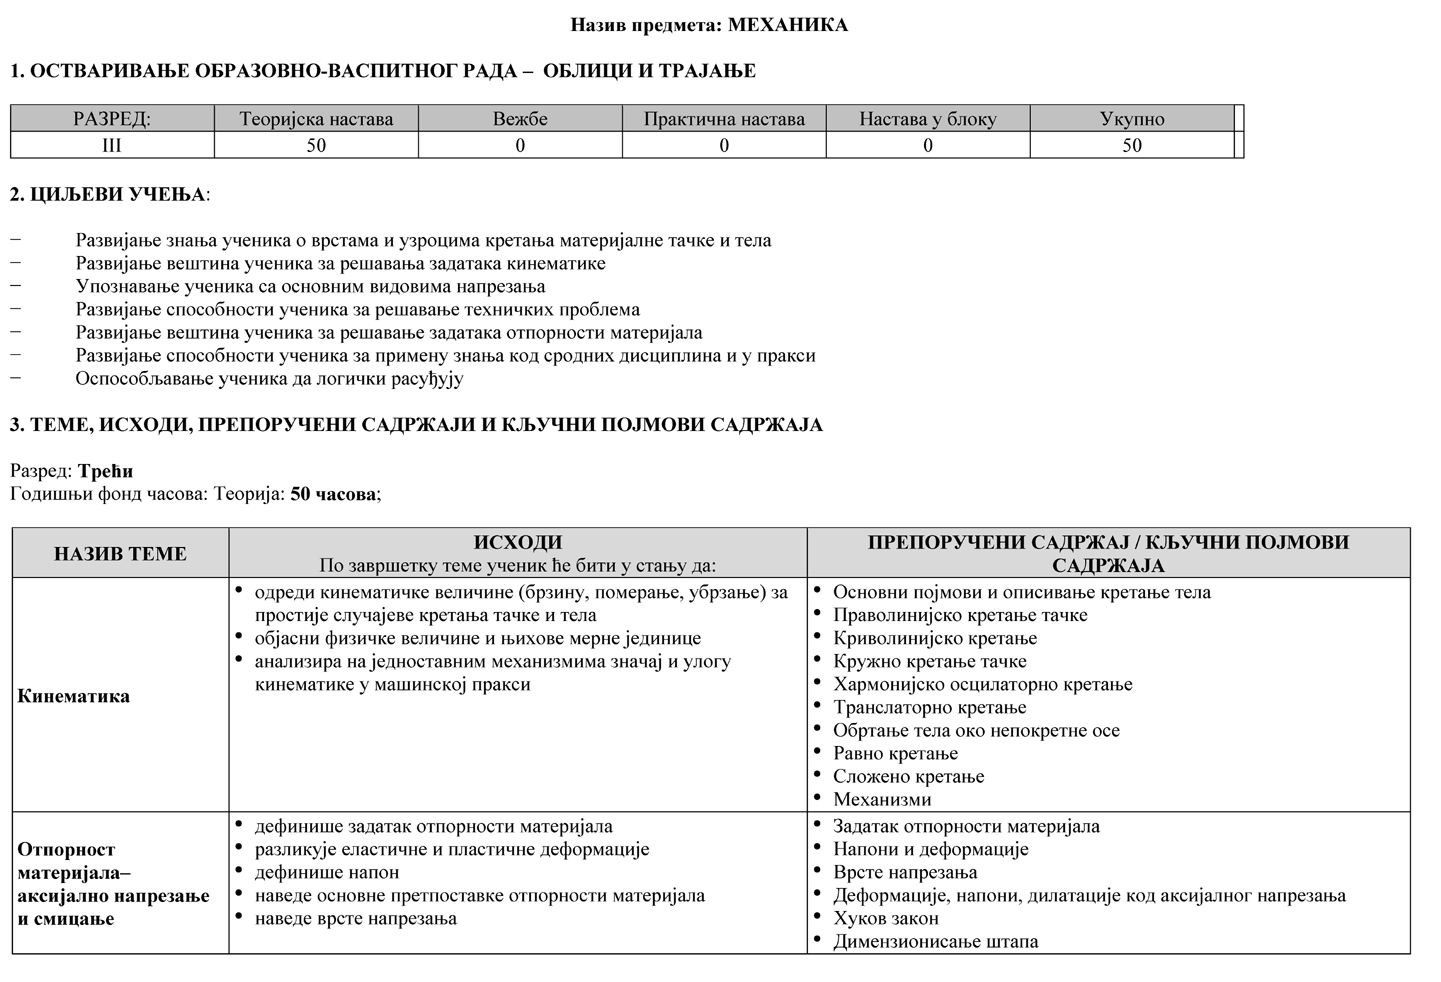 Назив предмета: МЕХАНИКА
1. ОСТВАРИВАЊЕ ОБРАЗОВНО-ВАСПИТНОГ РАДА – ОБЛИЦИ И ТРАЈАЊЕ
РАЗРЕД: Теоријска настава Вежбе Практична настава Настава у блоку Укупно
III 50 0 0 0 50
2. ЦИЉЕВИ УЧЕЊА:
− Развијање знања ученика о врстама и узроцима кретања материјалне тачке и тела
− Развијање вештина ученика за решавања задатака кинематике
− Упознавање ученика са основним видовима напрезања
− Развијање способности ученика за решавање техничких проблема
− Развијање вештина ученика за решавање задатака отпорности материјала
− Развијање способности ученика за примену знања код сродних дисциплина и у пракси
− Оспособљавање ученика да логички расуђују
3. ТЕМЕ, ИСХОДИ, ПРЕПОРУЧЕНИ САДРЖАЈИ И КЉУЧНИ ПОЈМОВИ САДРЖАЈА
Разред: Трећи
Годишњи фонд часова: Теорија: 50 часова;
НАЗИВ ТЕМЕ
ИСХОДИ
По завршетку теме ученик ће бити у стању да:
ПРЕПОРУЧЕНИ САДРЖАЈ / КЉУЧНИ ПОЈМОВИ
САДРЖАЈА
Кинематика
• одреди кинематичке величине (брзину, померање, убрзање) за
простије случајеве кретања тачке и тела
• објасни физичке величине и њихове мерне јединице
• анализира на једноставним механизмима значај и улогу
кинематике у машинској пракси
• Основни појмови и описивање кретање тела
• Праволинијско кретање тачке
• Криволинијско кретање
• Кружно кретање тачке
• Хармонијско осцилаторно кретање
• Транслаторно кретање
• Обртање тела око непокретне осе
• Равно кретање
• Сложено кретање
• Механизми
Отпорност
материјала–
аксијално напрезање
и смицање
• дефинише задатак отпорности материјала
• разликује еластичне и пластичне деформације
• дефинише напон
• наведе основне претпоставке отпорности материјала
• наведе врсте напрезања
• Задатак отпорности материјала
• Напони и деформације
• Врсте напрезања
• Деформације, напони, дилатације код аксијалног напрезања
• Хуков закон
• Димензионисање штапа